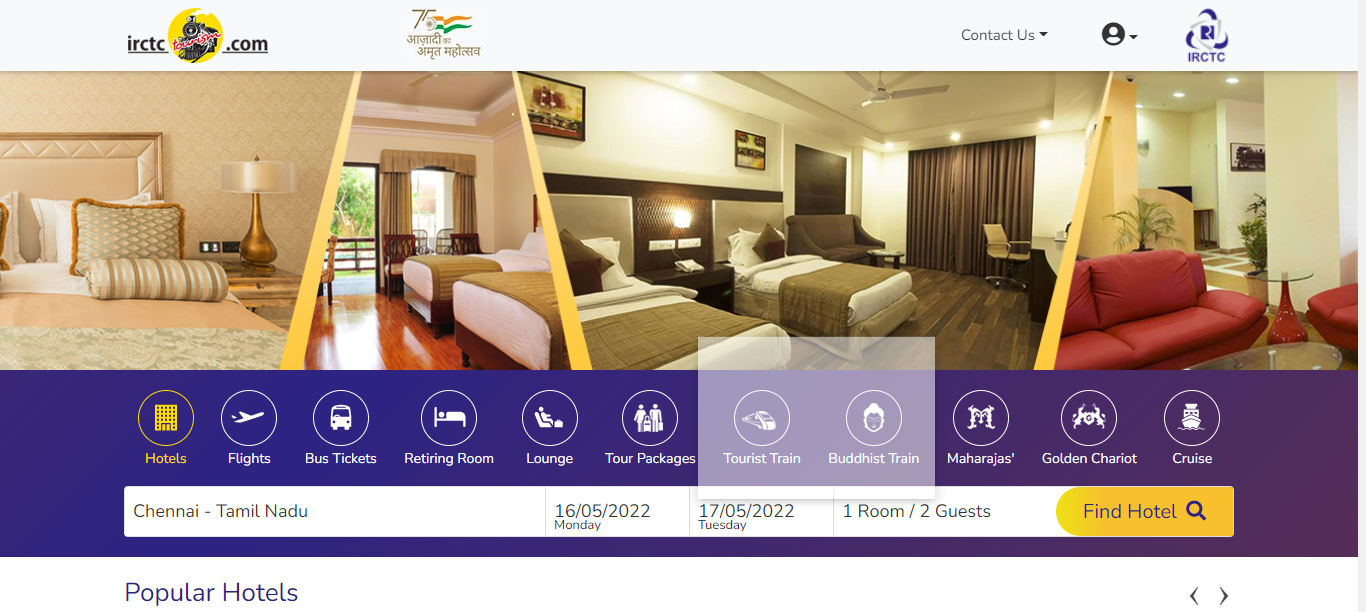 irctc tourism .com
75
आज़ादी का
अमृत महोत्सव
Contact Us
IRCTC
Hotels
Flights
Bus Tickets
Retiring Room
Lounge
Tour Packages
Tourist Train
Buddhist Train
Maharajas'
Golden Chariot
Cruise
Chennai - Tamil Nadu
16/05/2022
Monday
17/05/2022
Tuesday
1 Room / 2 Guests
Find Hotel
Popular Hotels